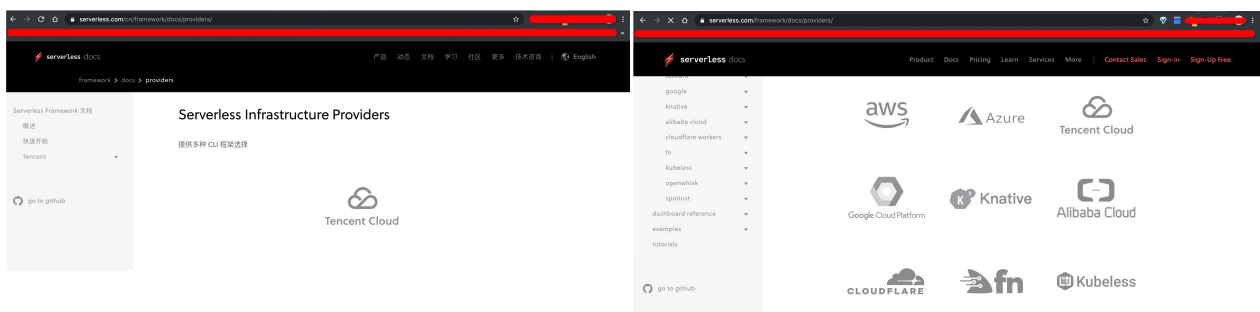 serverless.com/cn/framework/docs/providers/
serverless docs
产品 动态 文档 学习 社区 更多 技术咨询 | English
framework > docs > providers
Serverless Framework 文档
概述
快速开始
Tencent
go to github
Serverless Infrastructure Providers
提供多种 CLI 框架选择
Tencent Cloud
serverless.com/framework/docs/providers/
serverless docs
Product Docs Pricing Learn Services More | Contact Sales Sign-in Sign-Up Free
google
knative
alibaba cloud
cloudflare workers
fn
kubeless
openwhisk
spotinst
dashboard reference
examples
tutorials
go to github
aws
Azure
Tencent Cloud
Google Cloud Platform
Knative
Alibaba Cloud
CLOUDFLARE
fn
Kubeless